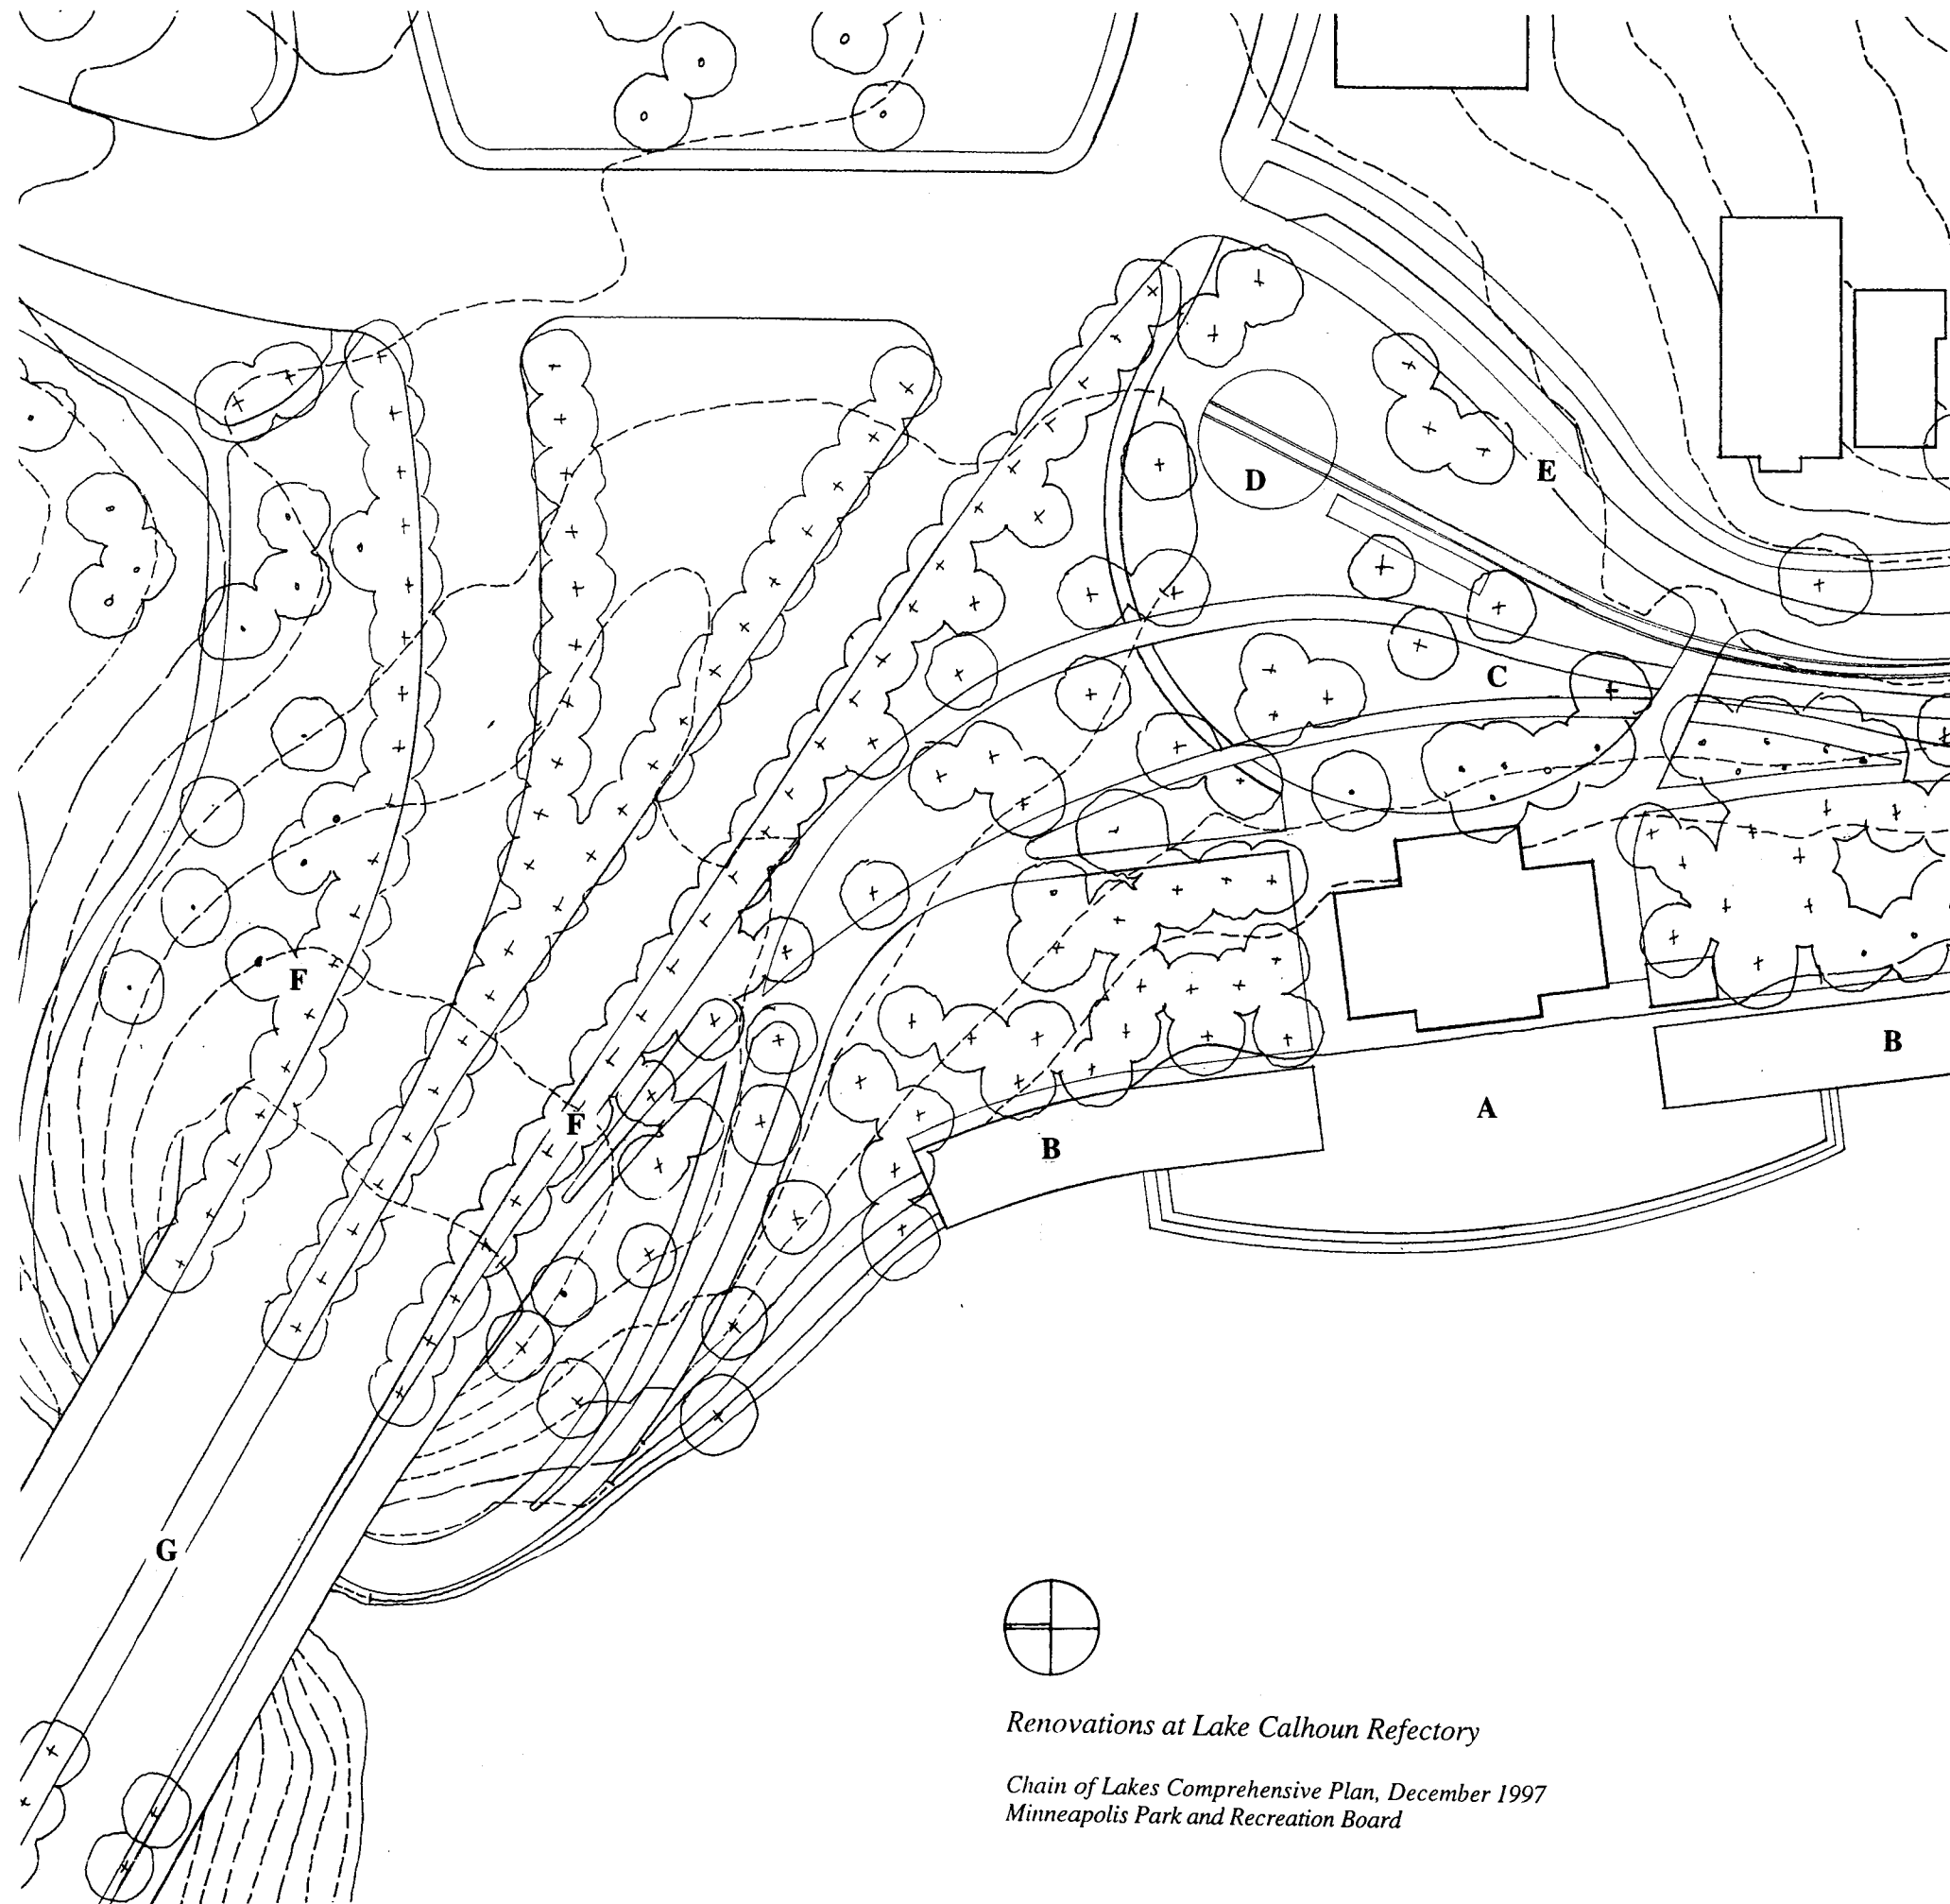 D
E
C
F
B
A
B
F
G
Renovations at Lake Calhoun Refectory
Chain of Lakes Comprehensive Plan, December 1997
Minneapolis Park and Recreation Board